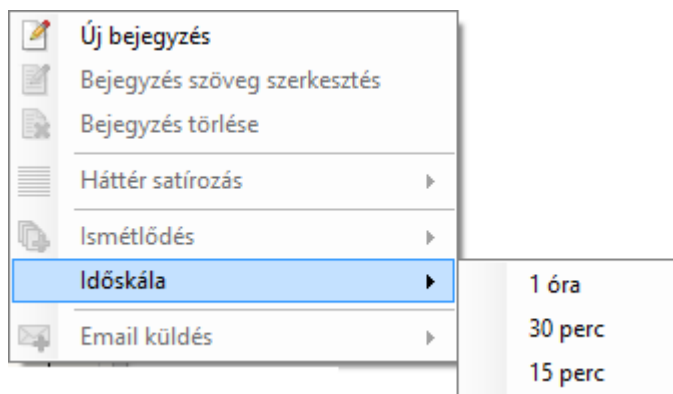 Új bejegyzés
Bejegyzés szöveg szerkesztés
Bejegyzés törlése
Háttér satírozás
Ismétlődés
Időskála
1 óra
30 perc
Email küldés
15 perc